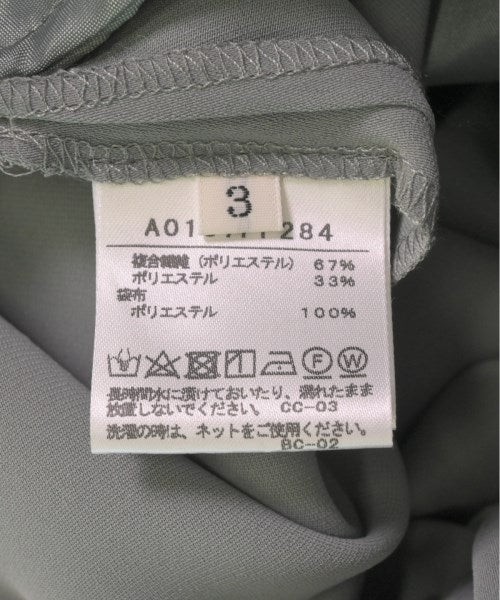 3
A01 284
複合繊維(ポリエステル) 67%
ポリエステル 33%
袋布
ポリエステル 100%
F W
長時間水に漬けておいたり、濡れたまま
放置しないでください。 CC-03
洗濯の時は、ネットをご使用ください。
BC-02